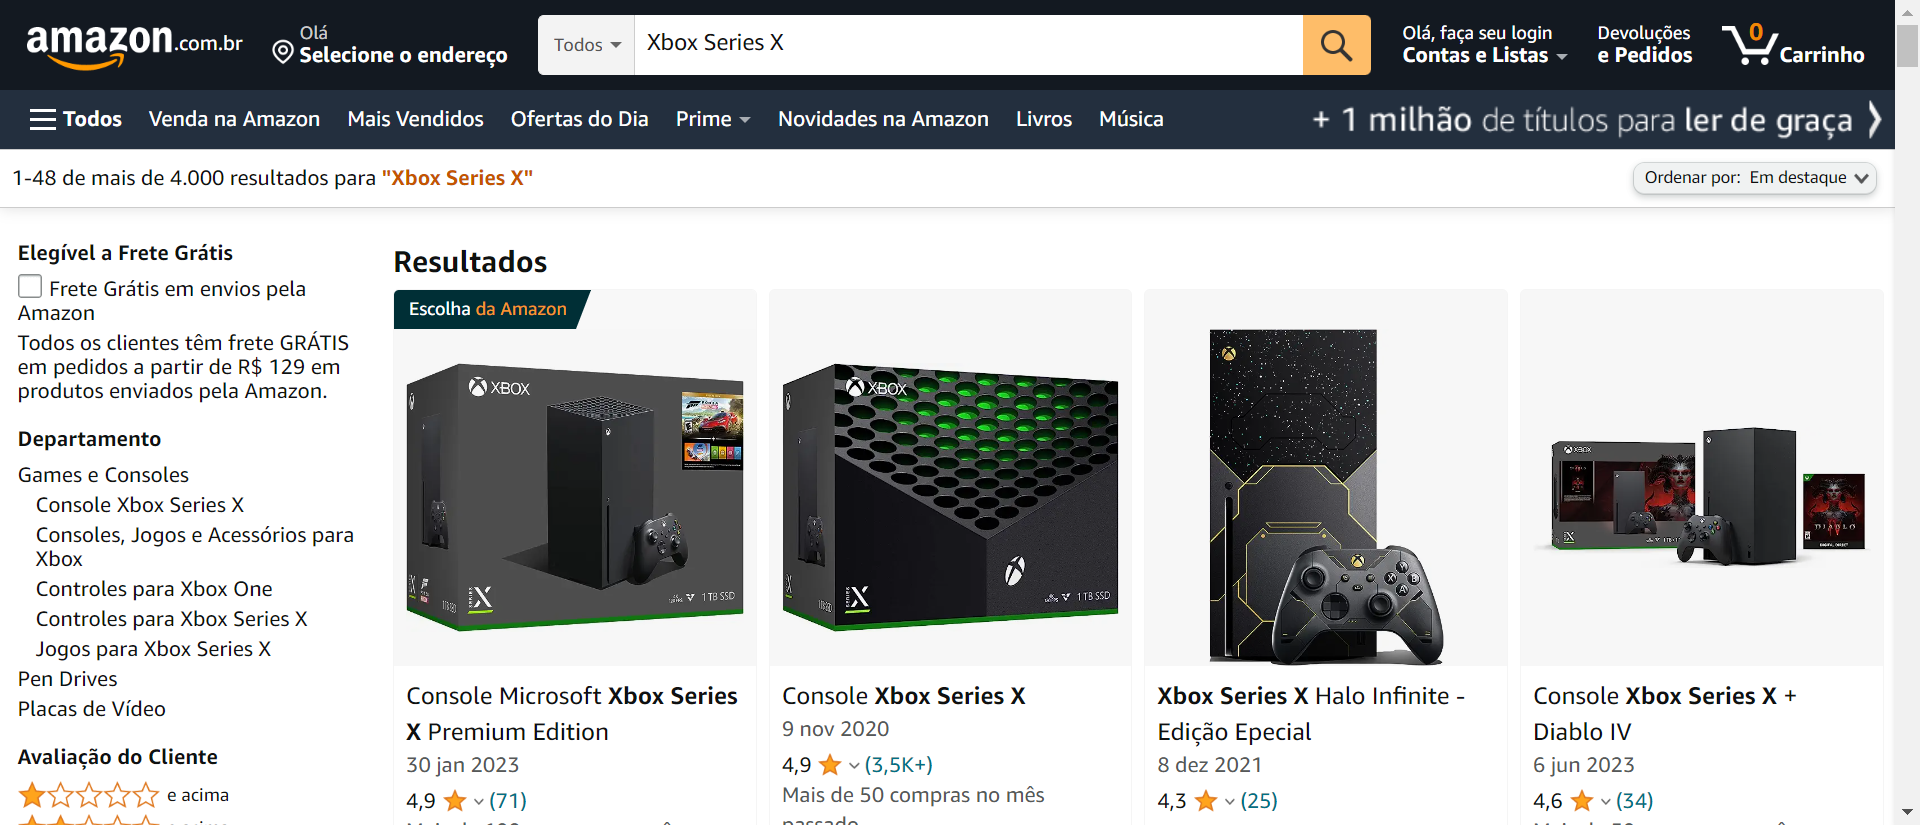 amazon.com.br
Olá
Selecione o endereço
Todos
Xbox Series X
Olá, faça seu login
Contas e Listas
Devoluções
e Pedidos
0
Carrinho
Todos
Venda na Amazon
Mais Vendidos
Ofertas do Dia
Prime
Novidades na Amazon
Livros
Música
+ 1 milhão de títulos para ler de graça
1-48 de mais de 4.000 resultados para "Xbox Series X"
Ordenar por: Em destaque
Elegível a Frete Grátis
Frete Grátis em envios pela
Amazon
Todos os clientes têm frete GRÁTIS
em pedidos a partir de R$ 129 em
produtos enviados pela Amazon.
Departamento
Games e Consoles
Console Xbox Series X
Consoles, Jogos e Acessórios para
Xbox
Controles para Xbox One
Controles para Xbox Series X
Jogos para Xbox Series X
Pen Drives
Placas de Vídeo
Avaliação do Cliente
e acima
Resultados
Escolha da Amazon
XBOX
SERIES X
1 TB SSD
Console Microsoft Xbox Series
X Premium Edition
30 jan 2023
4,9
(71)
XBOX
SERIES X
1 TB SSD
Console Xbox Series X
9 nov 2020
4,9
(3,5K+)
Mais de 50 compras no mês
passado
Xbox Series X Halo Infinite -
Edição Epecial
8 dez 2021
4,3
(25)
XBOX
DIABLO
Console Xbox Series X +
Diablo IV
6 jun 2023
4,6
(34)